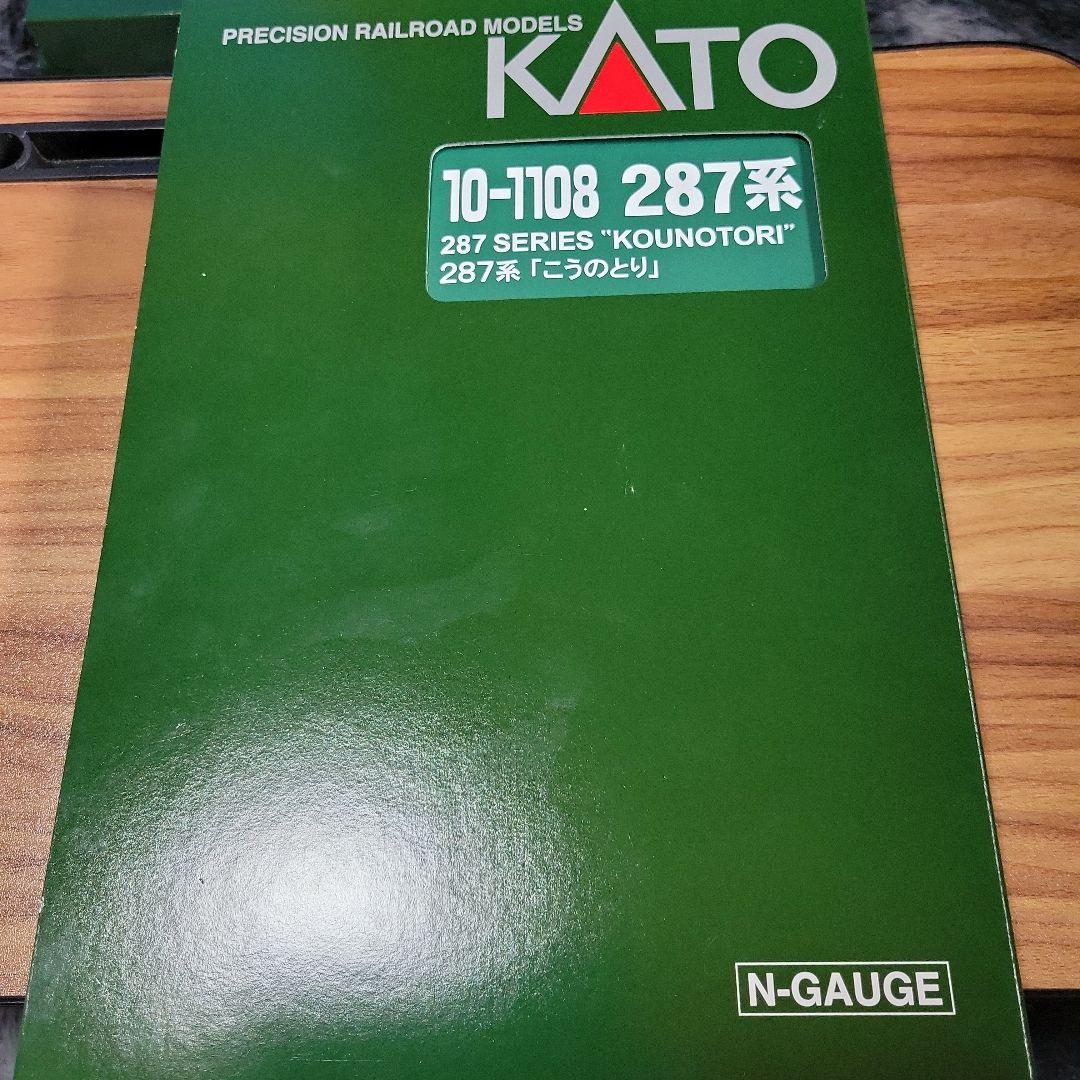 PRECISION RAILROAD MODELS
KATO
10-1108 287系
287 SERIES "KOUNOTORI"
287系「こうのとり」
N-GAUGE